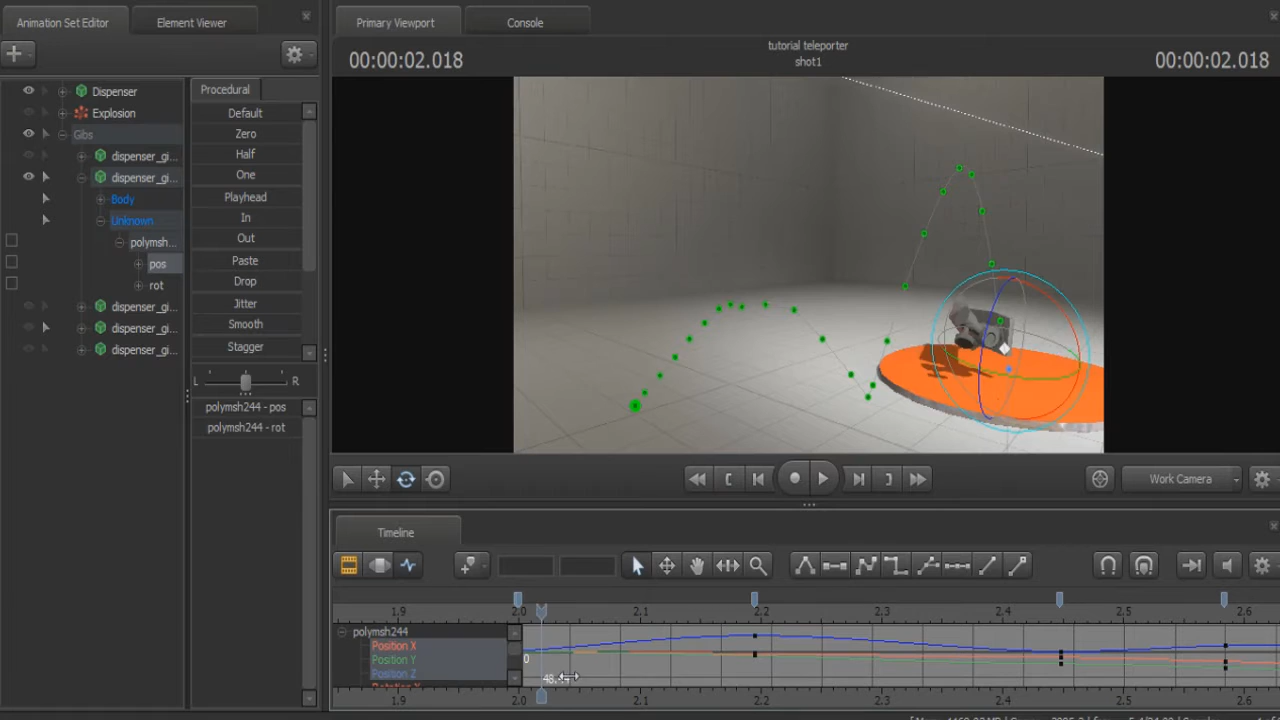 Animation Set Editor
Element Viewer
Primary Viewport
Console
00:00:02.018
tutorial teleporter
shot1
00:00:02.018
Dispenser
Explosion
Gibs
dispenser_gi...
dispenser_gi...
Body
Unknown
polymsh...
pos
rot
dispenser_gi...
dispenser_gi...
dispenser_gi...
Procedural
Default
Zero
Half
One
Playhead
In
Out
Paste
Drop
Jitter
Smooth
Stagger
L
R
polymsh244 - pos
polymsh244 - rot
Work Camera
Timeline
1.9 2.0 2.1 2.2 2.3 2.4 2.5 2.6
polymsh244
Position X
Position Y
Position Z
0
1.9 2.0 2.1 2.2 2.3 2.4 2.5 2.6